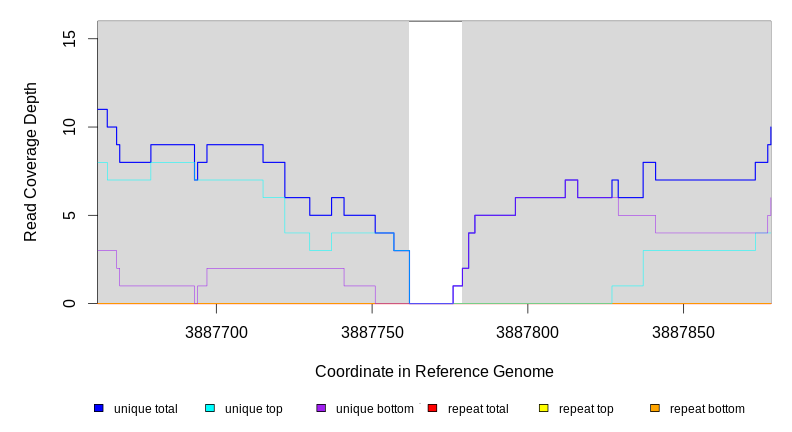 Read Coverage Depth
15
10
5
0
3887700 3887750 3887800 3887850
Coordinate in Reference Genome
unique total unique top unique bottom repeat total repeat top repeat bottom